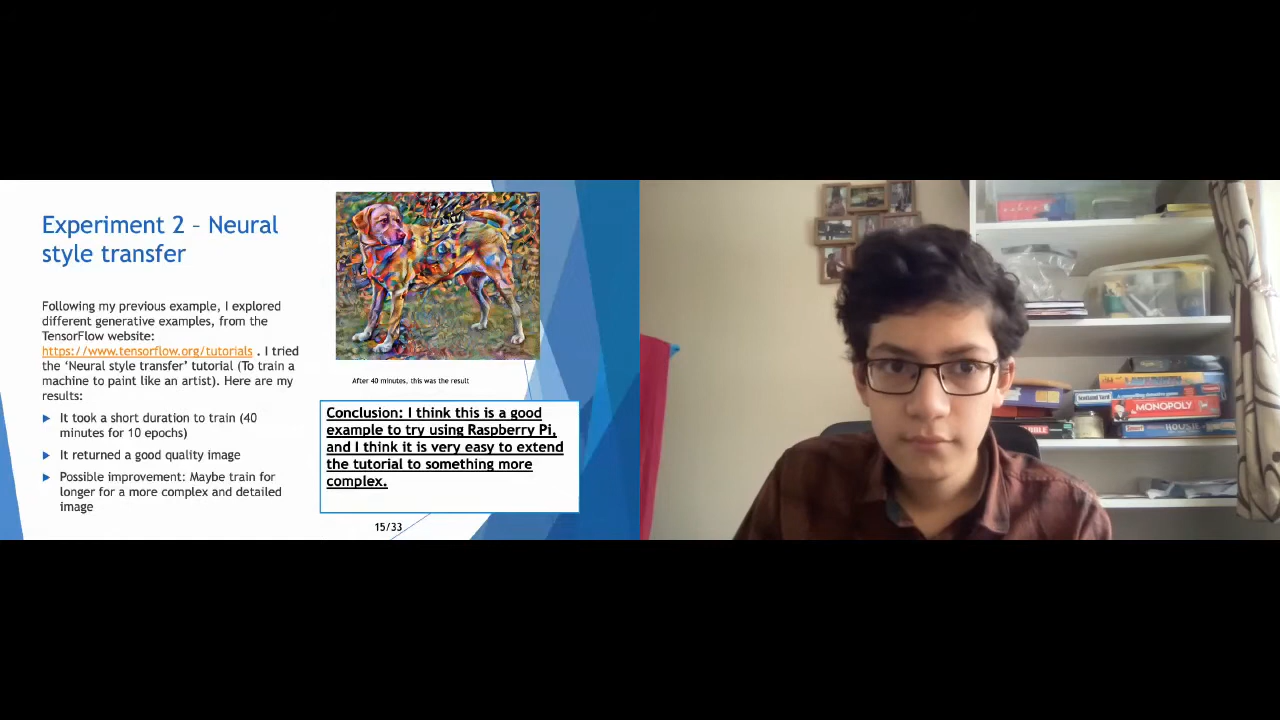 Experiment 2 – Neural
style transfer
Following my previous example, I explored
different generative examples, from the
TensorFlow website:
https://www.tensorflow.org/tutorials . I tried
the ‘Neural style transfer’ tutorial (To train a
machine to paint like an artist). Here are my
results:
It took a short duration to train (40
minutes for 10 epochs)
It returned a good quality image
Possible improvement: Maybe train for
longer for a more complex and detailed
image
After 40 minutes, this was the result
Conclusion: I think this is a good
example to try using Raspberry Pi,
and I think it is very easy to extend
the tutorial to something more
complex.
15/33
Scotland Yard
MONOPOLY